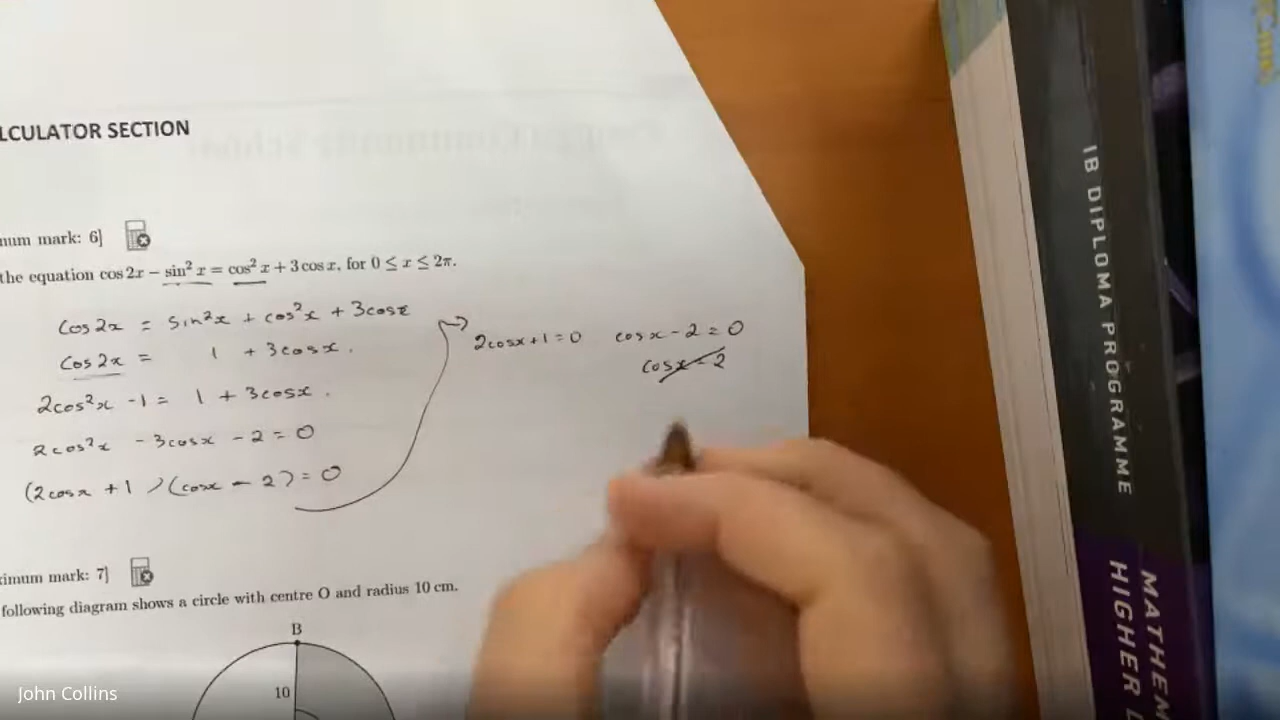 LCULATOR SECTION
num mark: 6]
the equation cos 2x − sin² x = cos² x + 3 cos x, for 0 ≤ x ≤ 2π.
cos 2x = sin²x + cos²x + 3cosx
cos 2x = 1 + 3cosx.
2cos²x - 1 = 1 + 3cosx.
2cos²x - 3cosx - 2 = 0
(2cosx + 1)(cosx - 2) = 0
2cosx + 1 = 0 cosx - 2 = 0
cosx = 2
ximum mark: 7]
following diagram shows a circle with centre O and radius 10 cm.
B
10
IB DIPLOMA PROGRAMME
MATHEM
HIGHER L
John Collins